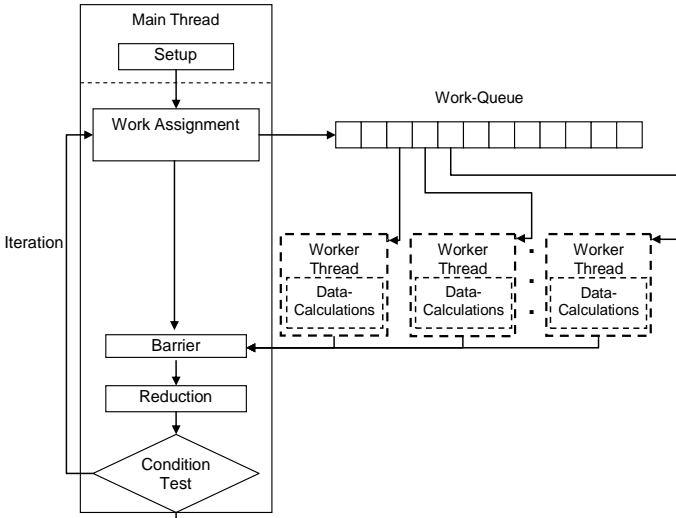 Main Thread
Setup
Work Assignment
Work-Queue
Iteration
Worker
Thread
Data-
Calculations
Worker
Thread
Data-
Calculations
Worker
Thread
Data-
Calculations
Barrier
Reduction
Condition
Test